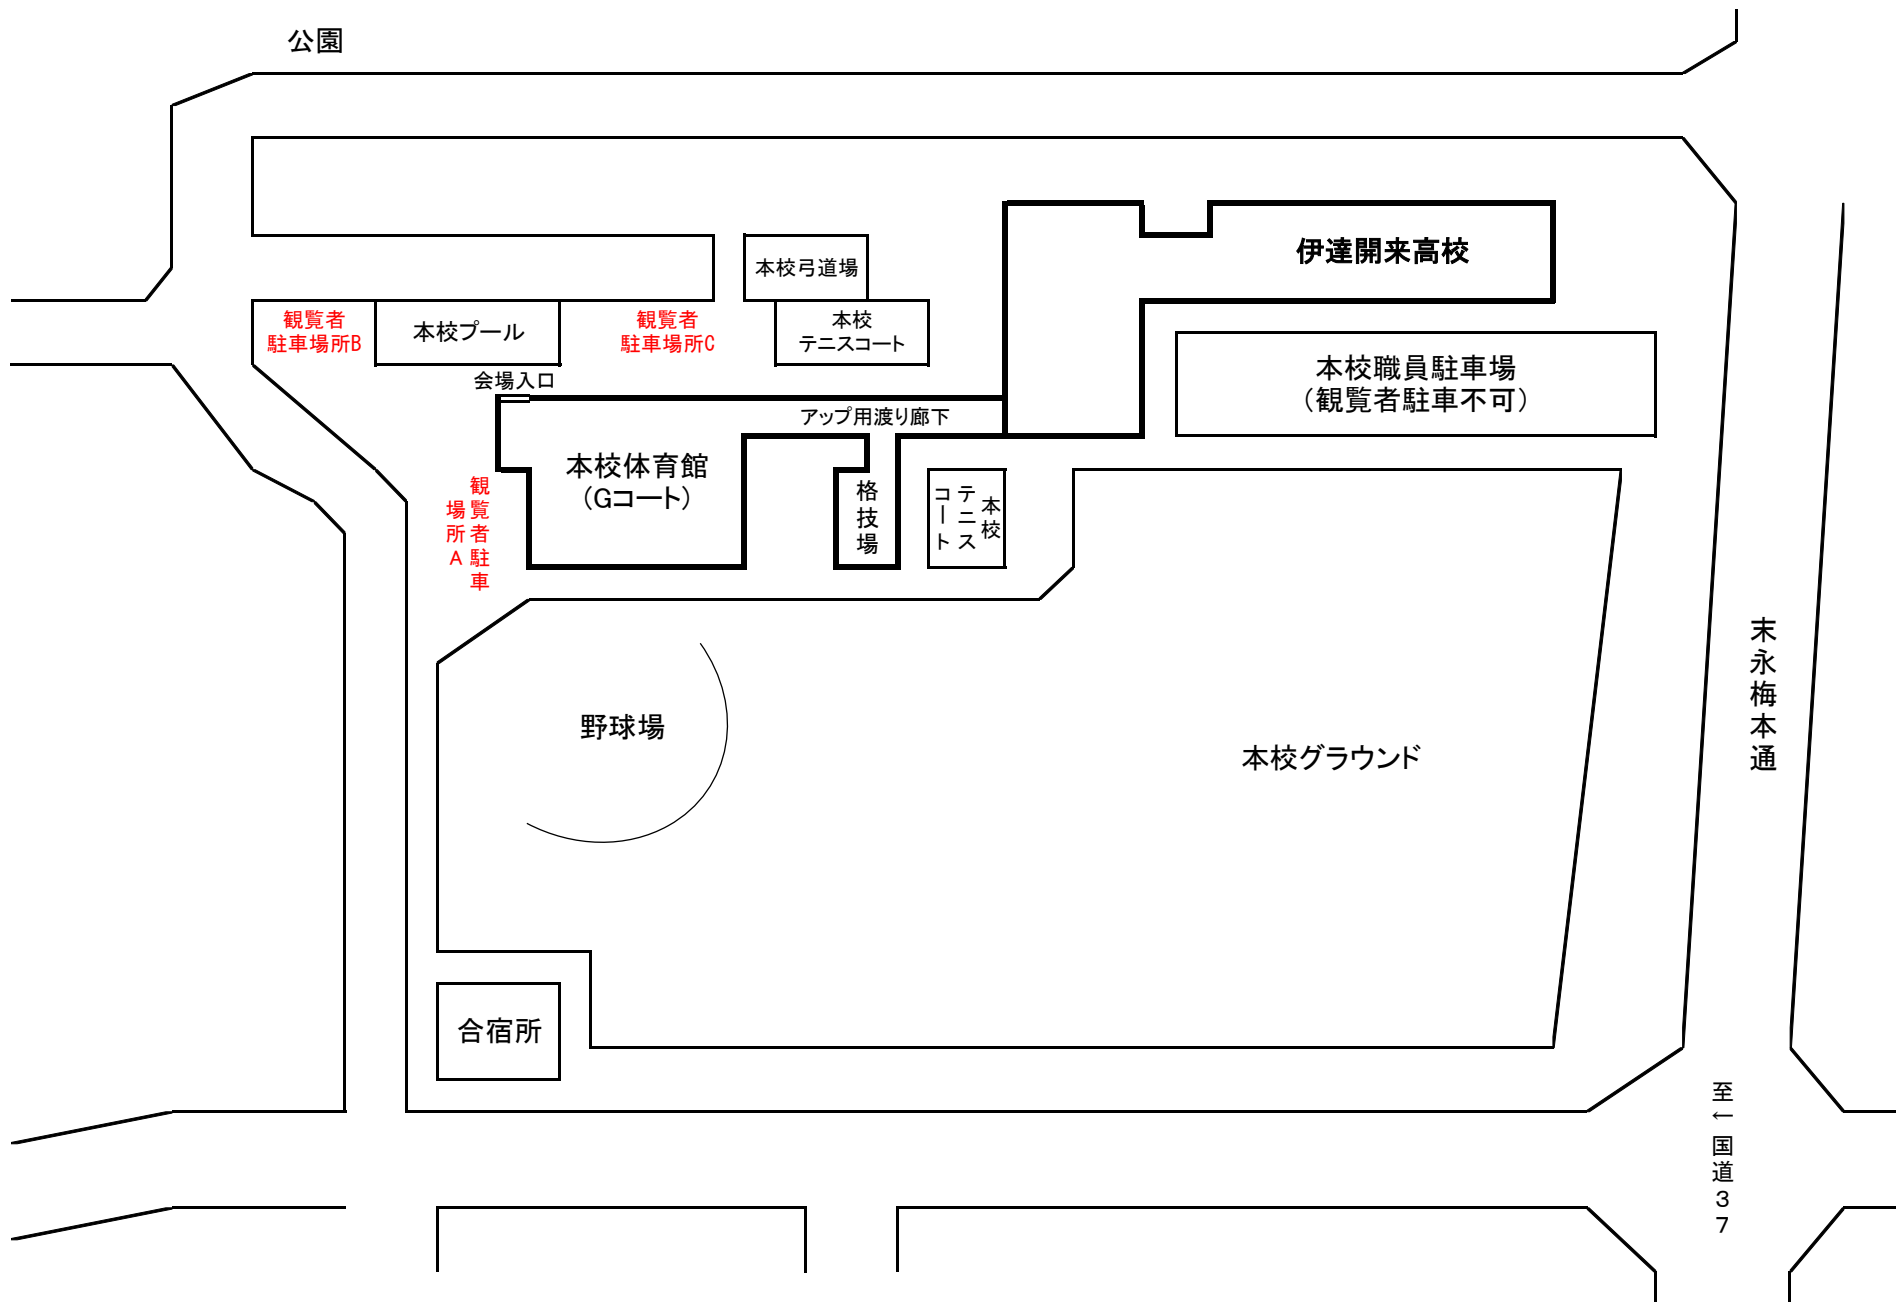 公園
伊達開来高校
本校弓道場
観覧者
駐車場所B
本校プール
観覧者
駐車場所C
本校
テニスコート
本校職員駐車場
（観覧者駐車不可）
会場入口
アップ用渡り廊下
本校体育館
（Gコート）
観覧者駐車
場所A
格技場
本校
テニス
コート
末永梅本通
野球場
本校グラウンド
合宿所
至←国道３７